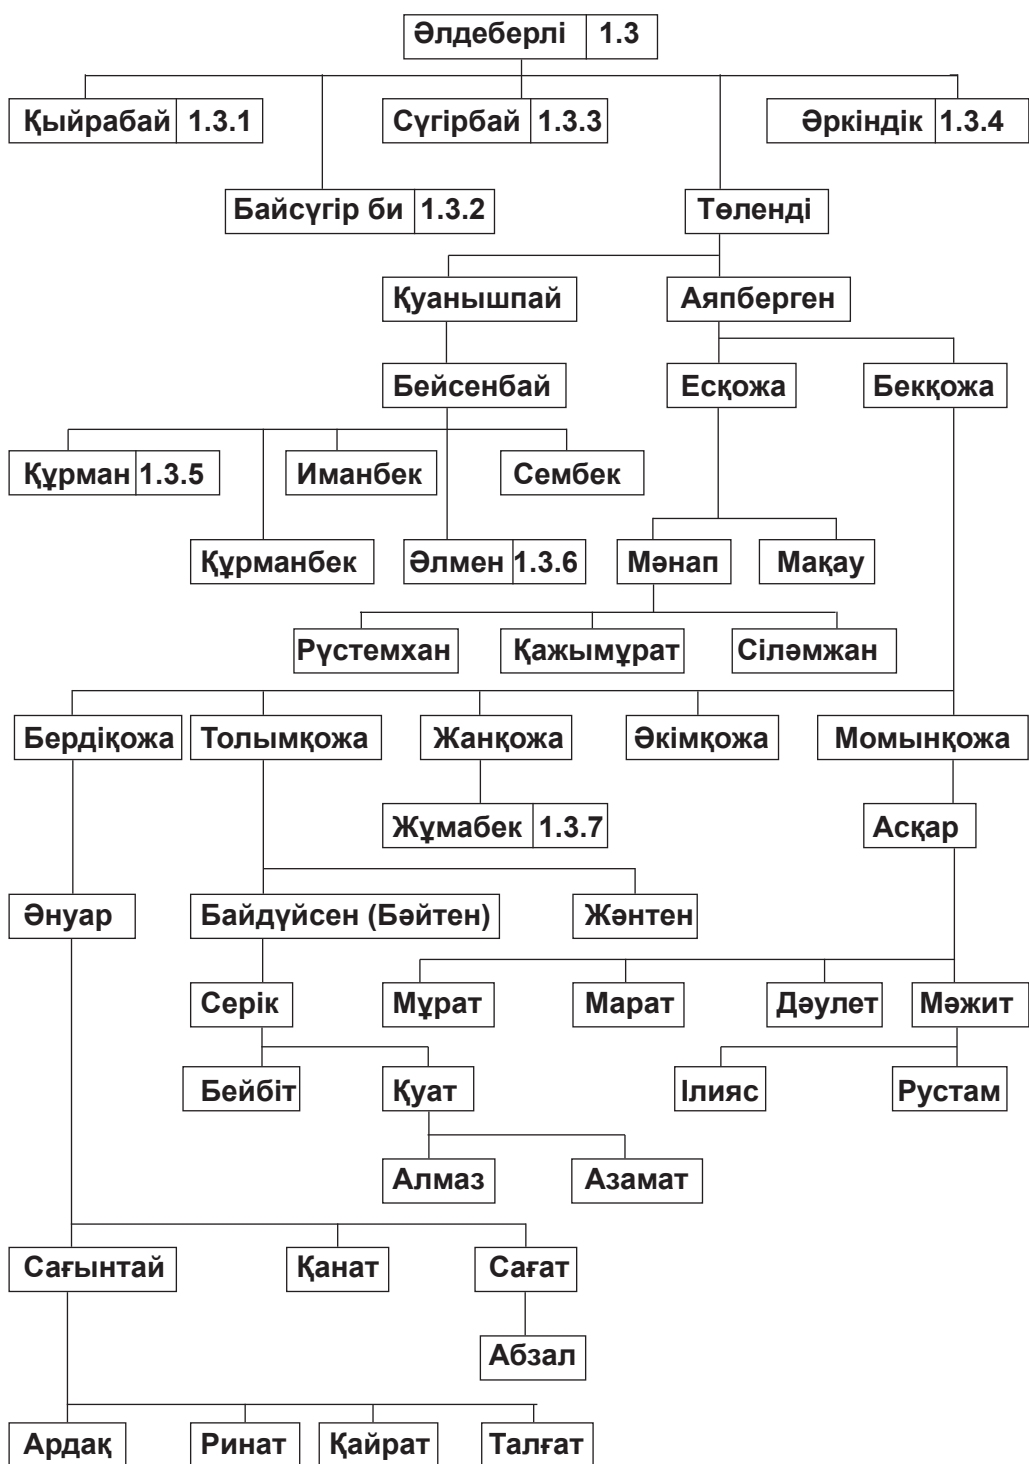 Әлдеберлі 1.3
Қыйрабай 1.3.1 Сүгірбай 1.3.3 Әркіндік 1.3.4
Байсүгір би 1.3.2 Төленді
Қуанышпай Аяпберген
Бейсенбай Есқожа Бекқожа
Құрман 1.3.5 Иманбек Сембек
Құрманбек Әлмен 1.3.6 Мәнап Мақау
Рүстемхан Қажымұрат Сіләмжан
Бердіқожа Толымқожа Жанқожа Әкімқожа Момынқожа
Жұмабек 1.3.7 Асқар
Әнуар Байдүйсен (Бәйтен) Жәнтен
Серік Мұрат Марат Дәулет Мәжит
Бейбіт Қуат Ілияс Рустам
Алмаз Азамат
Сағынтай Қанат Сағат
Абзал
Ардақ Ринат Қайрат Талғат